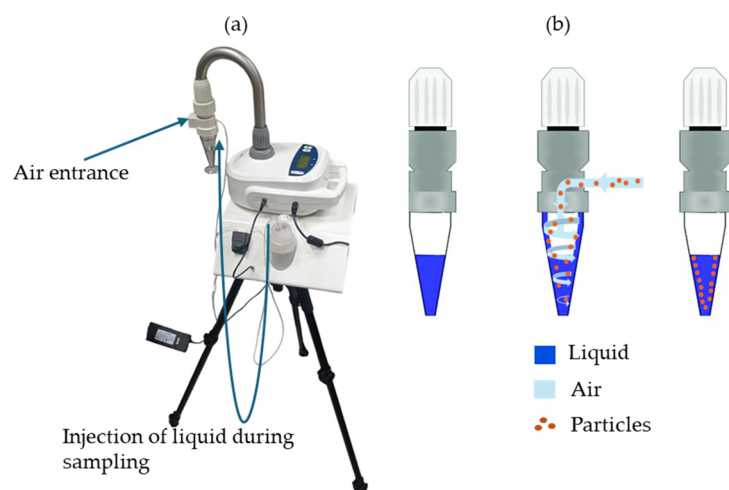 (a)
(b)
Air entrance
Injection of liquid during
sampling
Liquid
Air
Particles